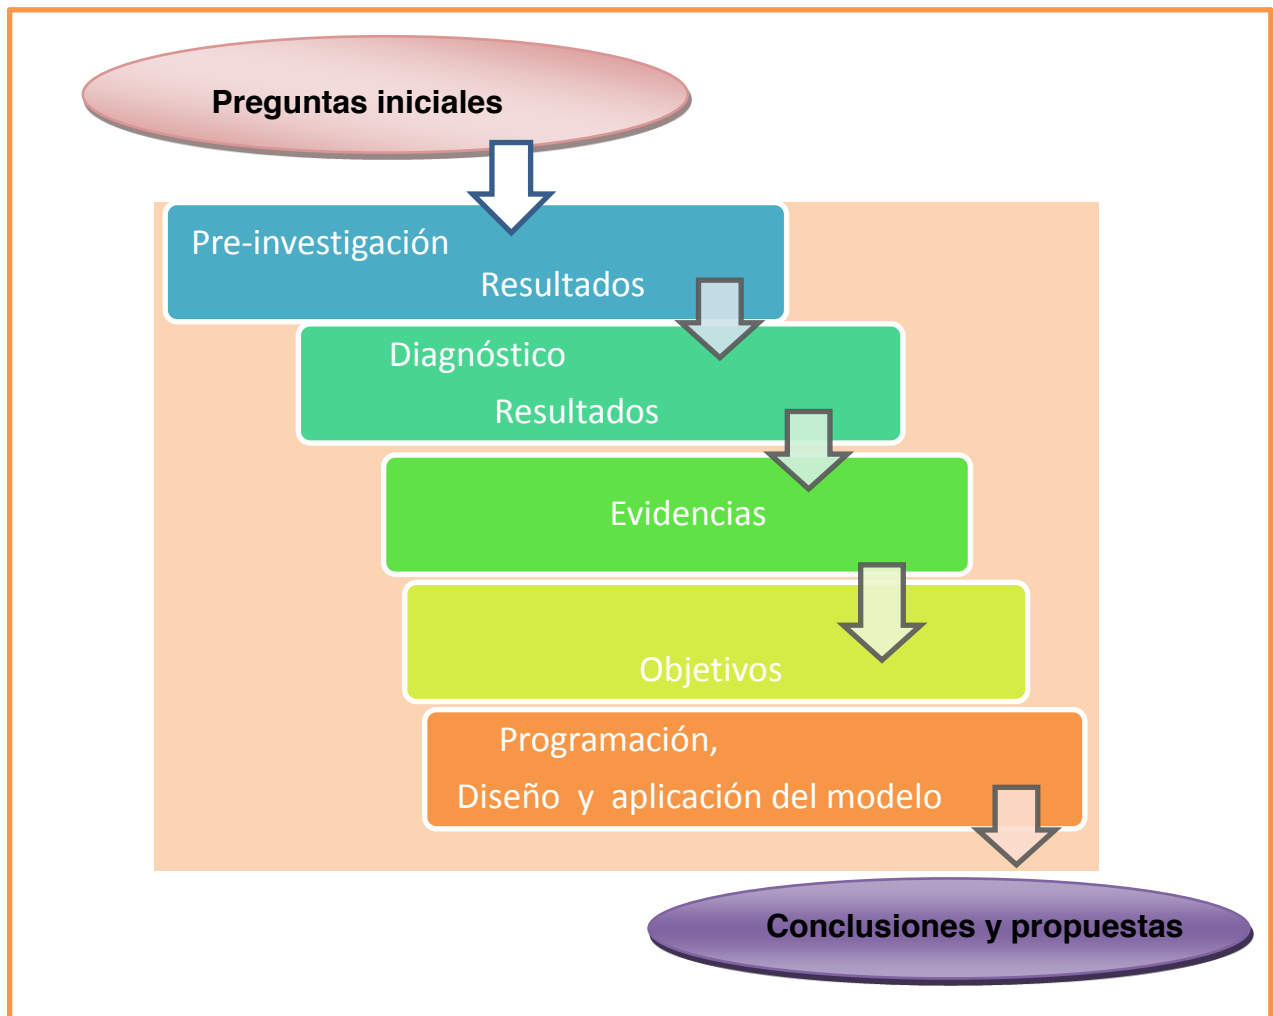 Preguntas iniciales
Pre-investigación
Resultados
Diagnóstico
Resultados
Evidencias
Objetivos
Programación,
Diseño y aplicación del modelo
Conclusiones y propuestas